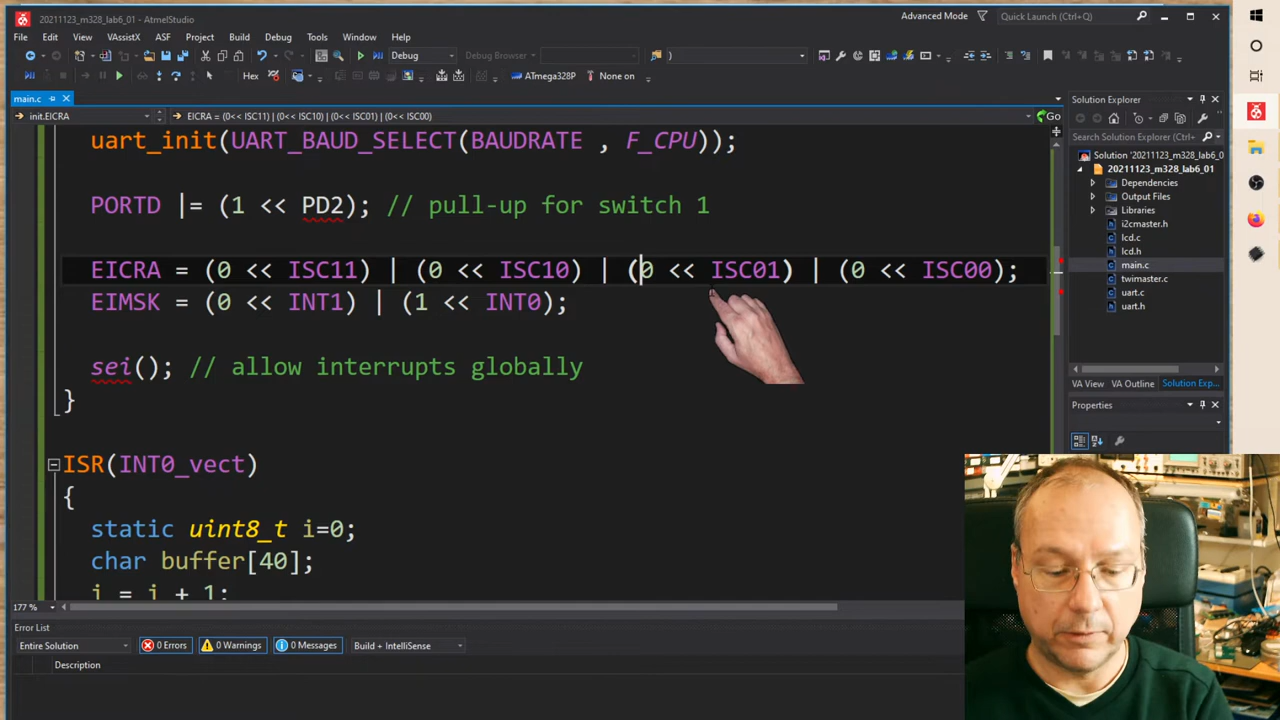 20211123_m328_lab6_01 - AtmelStudio
Advanced Mode
Quick Launch (Ctrl+Q)
File Edit View VAssistX ASF Project Build Debug Tools Window Help
Debug
Debug Browser
)
Hex
ATmega328P
None on
main.c
init.EICRA
EICRA = (0<< ISC11) | (0<< ISC10) | (0<< ISC01) | (0<< ISC00)
Go
uart_init(UART_BAUD_SELECT(BAUDRATE , F_CPU));
PORTD |= (1 << PD2); // pull-up for switch 1
EICRA = (0 << ISC11) | (0 << ISC10) | (0 << ISC01) | (0 << ISC00);
EIMSK = (0 << INT1) | (1 << INT0);
sei(); // allow interrupts globally
}
ISR(INT0_vect)
{
static uint8_t i=0;
char buffer[40];
i = i + 1;
177 %
Error List
Entire Solution
0 Errors
0 Warnings
0 Messages
Build + IntelliSense
Description
Solution Explorer
Search Solution Explorer
Solution '20211123_m328_lab6_0
20211123_m328_lab6_01
Dependencies
Output Files
Libraries
i2cmaster.h
lcd.c
lcd.h
main.c
twimaster.c
uart.c
uart.h
VA View VA Outline Solution Exp...
Properties